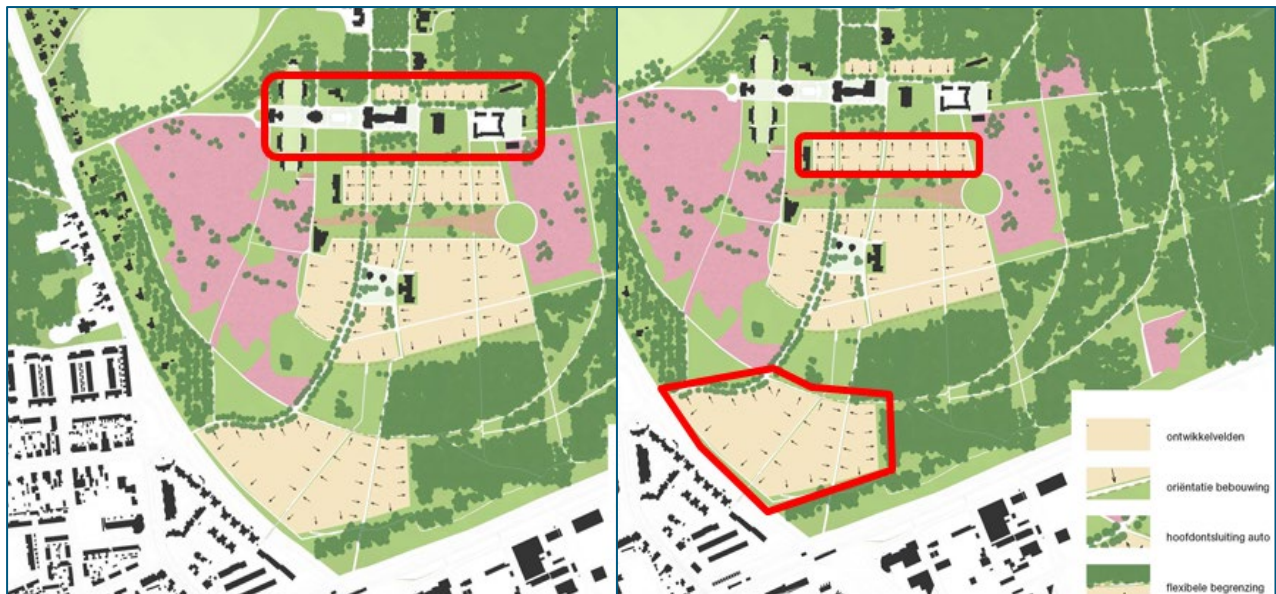 ontwikkelvelden
oriëntatie bebouwing
hoofdontsluiting auto
flexibele begrenzing